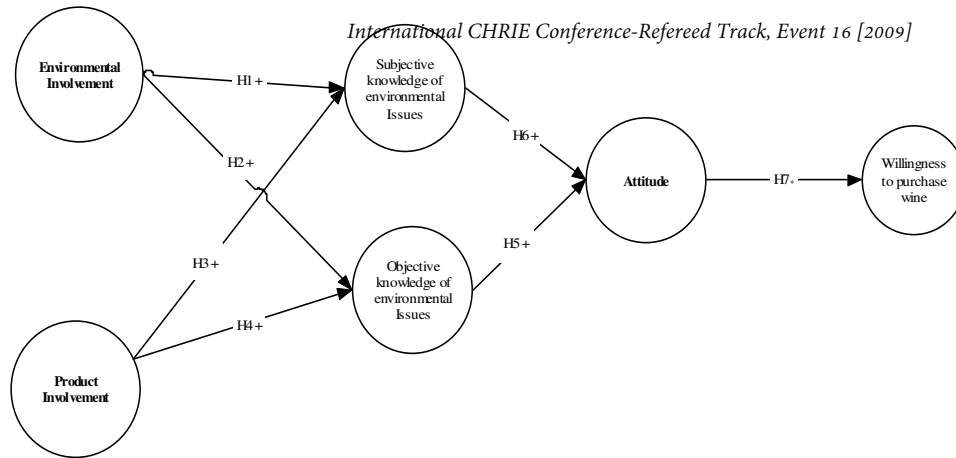 International CHRIE Conference-Refereed Track, Event 16 [2009]
Environmental
Involvement
H1+
Subjective
knowledge of
environmental
Issues
H2+
H6+
Attitude
H7+
Willingness
to purchase
wine
H3+
H5+
Objective
knowledge of
environmental
Issues
H4+
Product
Involvement